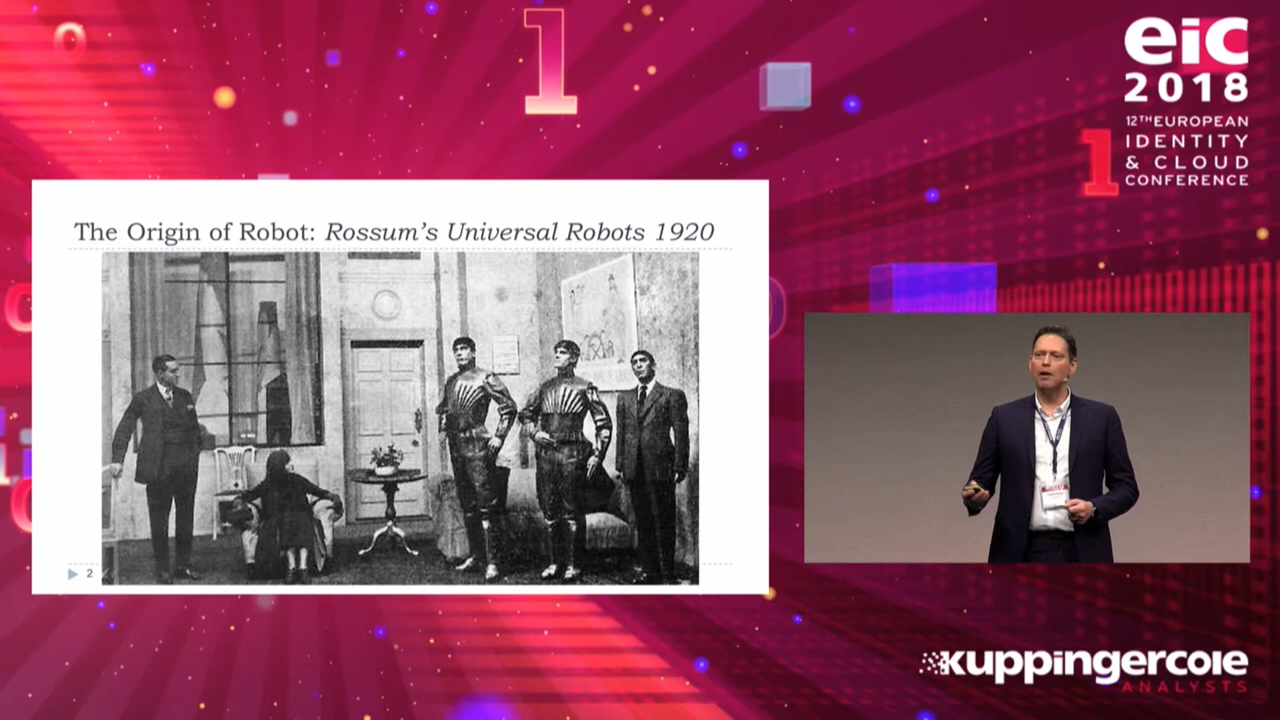 eic
2018
12TH EUROPEAN
IDENTITY
& CLOUD
CONFERENCE
The Origin of Robot: Rossum's Universal Robots 1920
2
kuppingercole
ANALYSTS